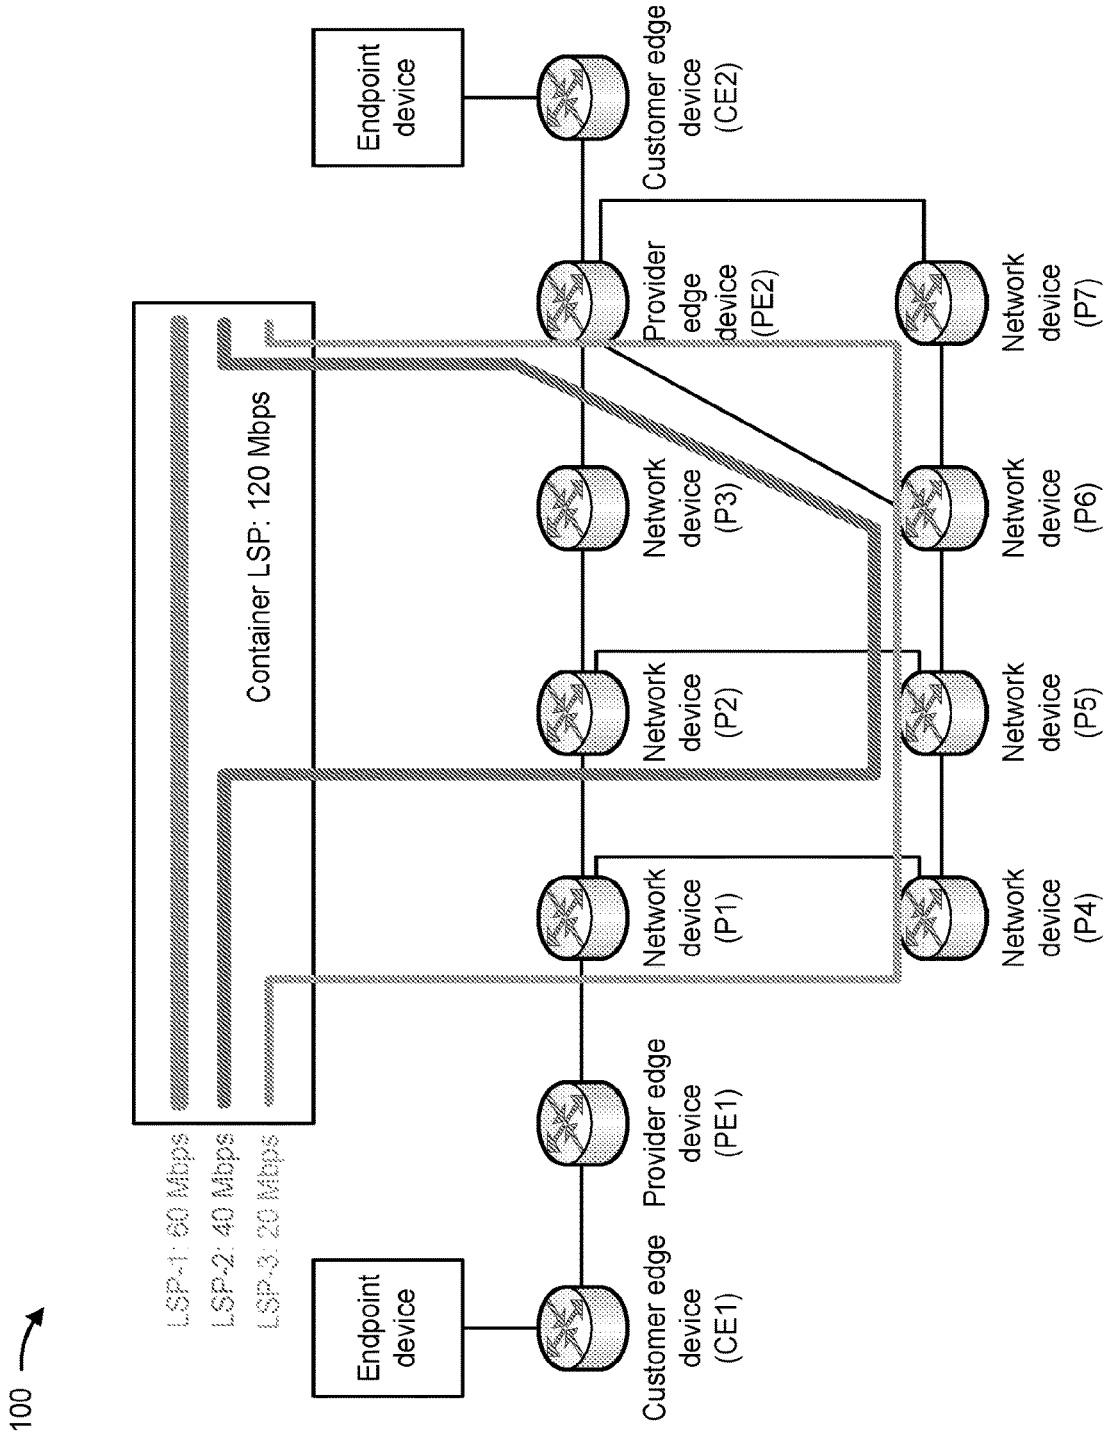 100
LSP-1: 60 Mbps
LSP-2: 40 Mbps
LSP-3: 20 Mbps
Container LSP: 120 Mbps
Endpoint
device
Endpoint
device
Customer edge
device
(CE1)
Provider edge
device
(PE1)
Network
device
(P1)
Network
device
(P2)
Network
device
(P3)
Provider
edge
device
(PE2)
Customer edge
device
(CE2)
Network
device
(P4)
Network
device
(P5)
Network
device
(P6)
Network
device
(P7)